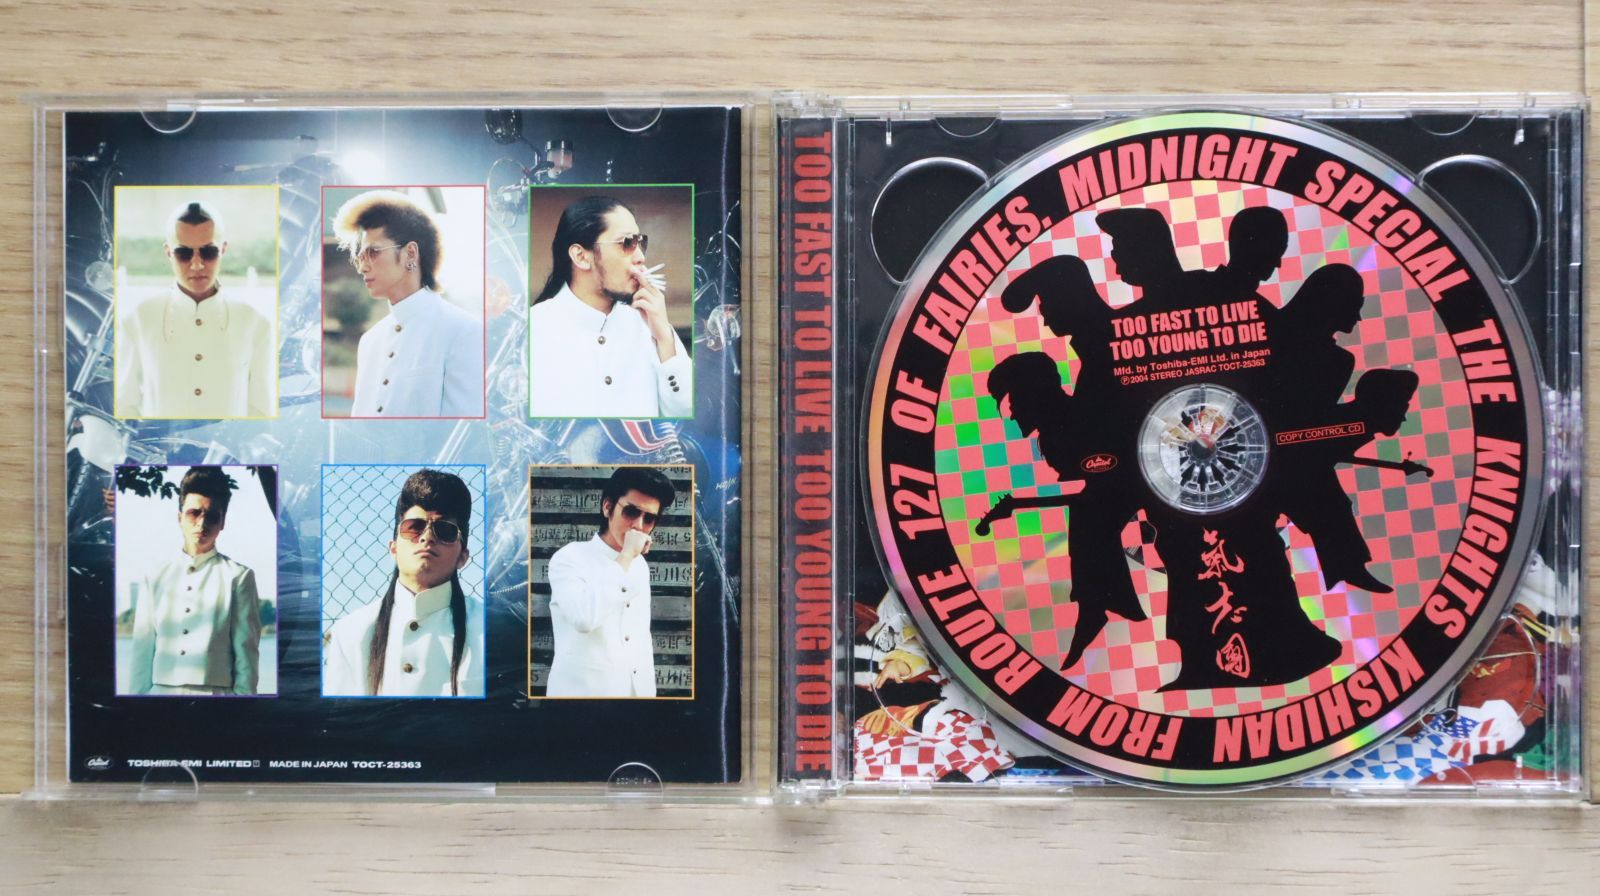 Capitol
TOSHIBA-EMI LIMITED
MADE IN JAPAN TOCT-25363
TOO FAST TO LIVE TOO YOUNG TO DIE
MIDNIGHT SPECIAL THE KNIGHTS KISHIDAN FROM ROUTE 127 OF FAIRIES.
TOO FAST TO LIVE
TOO YOUNG TO DIE
Mfd. by Toshiba-EMI Ltd. in Japan
Ⓟ2004 STEREO JASRAC TOCT-25363
COPY CONTROL CD
Capitol
氣志團